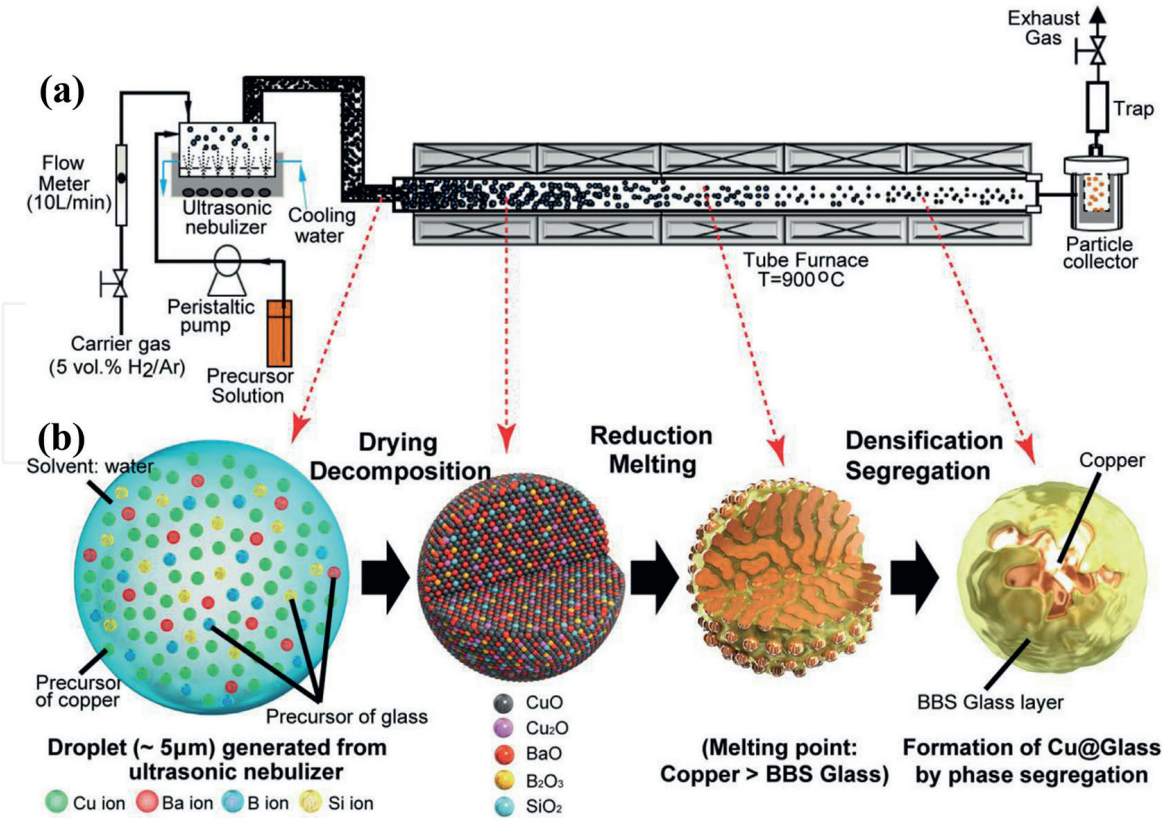 (a)
Exhaust
Gas
Trap
Flow
Meter
(10L/min)
Ultrasonic
nebulizer
Cooling
water
Particle
collector
Tube Furnace
T=900°C
Peristaltic
pump
Carrier gas
(5 vol.% H2/Ar)
Precursor
Solution
(b)
Solvent: water
Drying
Decomposition
Reduction
Melting
Densification
Segregation
Copper
Precursor
of copper
Precursor of glass
BBS Glass layer
CuO
Cu₂O
BaO
B₂O₃
SiO₂
Droplet (~ 5μm) generated from
ultrasonic nebulizer
(Melting point:
Copper > BBS Glass)
Formation of Cu@Glass
by phase segregation
Cu ion Ba ion B ion Si ion